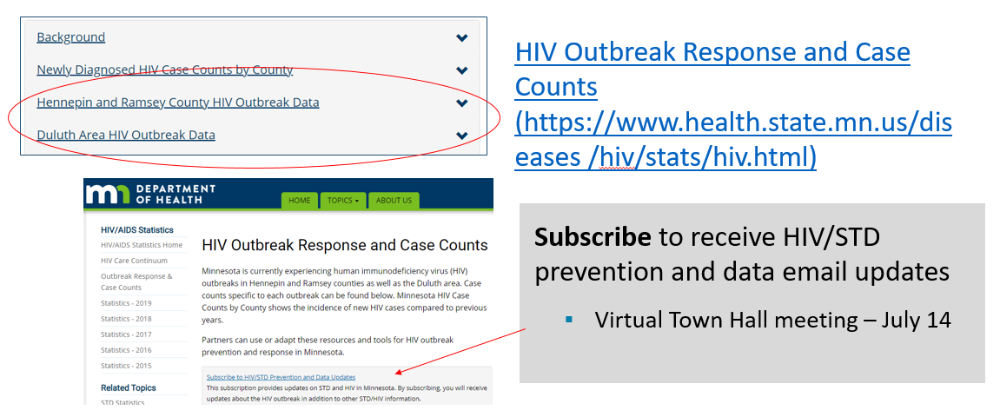 Background
Newly Diagnosed HIV Case Counts by County
Hennepin and Ramsey County HIV Outbreak Data
Duluth Area HIV Outbreak Data
HIV Outbreak Response and Case
Counts
(https://www.health.state.mn.us/dis
eases /hiv/stats/hiv.html)
mn DEPARTMENT
OF HEALTH
HOME TOPICS ABOUT US
HIV/AIDS Statistics
HIV/AIDS Statistics Home
HIV Care Continuum
Outbreak Response &
Case Counts
Statistics - 2019
Statistics - 2018
Statistics - 2017
Statistics - 2016
Statistics - 2015
Related Topics
STD Statistics
HIV Outbreak Response and Case Counts
Minnesota is currently experiencing human immunodeficiency virus (HIV)
outbreaks in Hennepin and Ramsey counties as well as the Duluth area. Case
counts specific to each outbreak can be found below. Minnesota HIV Case
Counts by County shows the incidence of new HIV cases compared to previous
years.
Partners can use or adapt these resources and tools for HIV outbreak
prevention and response in Minnesota.
Subscribe to HIV/STD Prevention and Data Updates
This subscription provides updates on STD and HIV in Minnesota. By subscribing, you will receive
updates about the HIV outbreak in addition to other STD/HIV information.
Subscribe to receive HIV/STD
prevention and data email updates
▪ Virtual Town Hall meeting – July 14